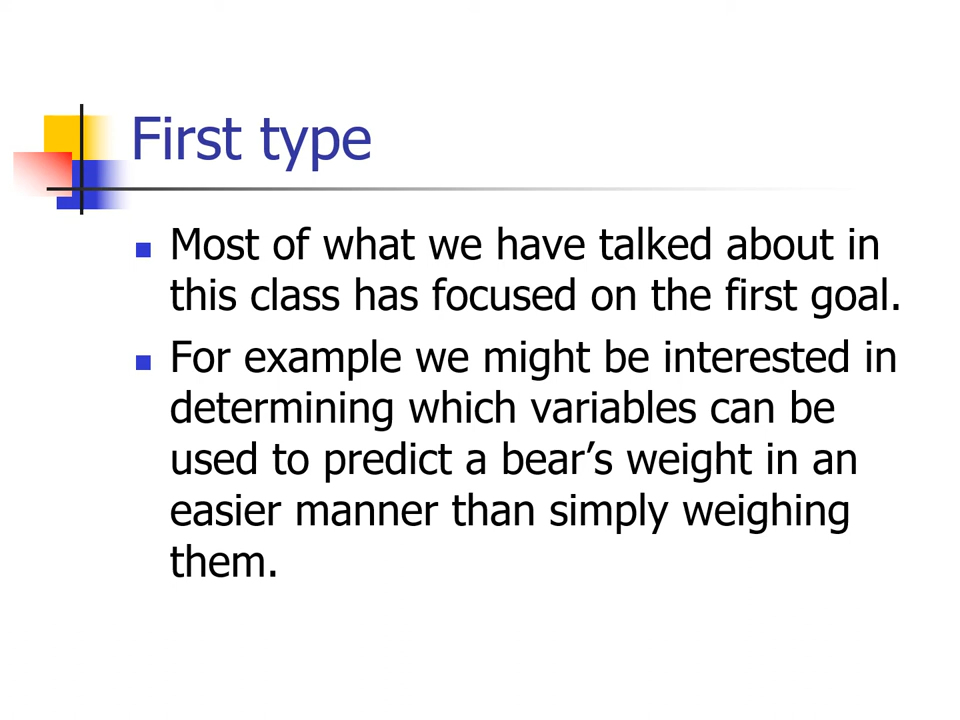 First type
Most of what we have talked about in
this class has focused on the first goal.
For example we might be interested in
determining which variables can be
used to predict a bear’s weight in an
easier manner than simply weighing
them.